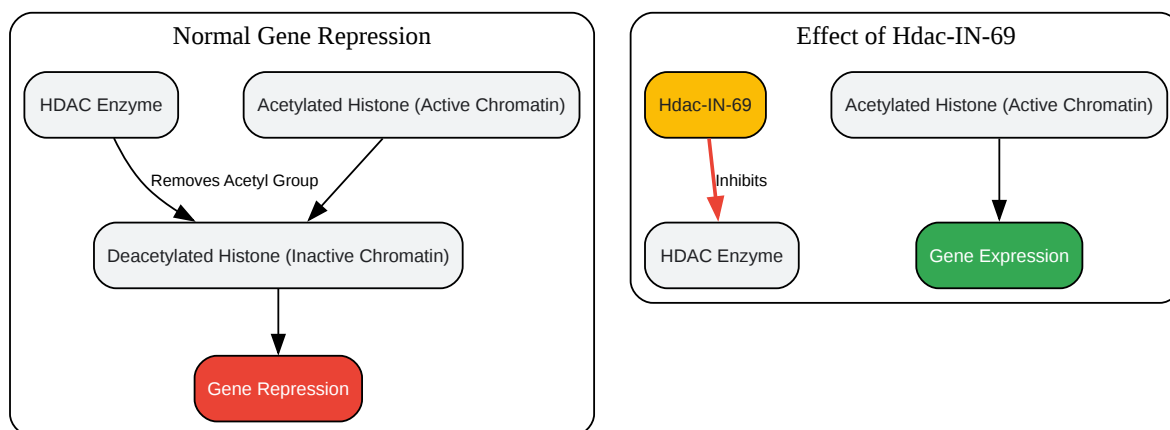 Normal Gene Repression
HDAC Enzyme
Acetylated Histone (Active Chromatin)
Removes Acetyl Group
Deacetylated Histone (Inactive Chromatin)
Gene Repression
Effect of Hdac-IN-69
Hdac-IN-69
Acetylated Histone (Active Chromatin)
Inhibits
HDAC Enzyme
Gene Expression